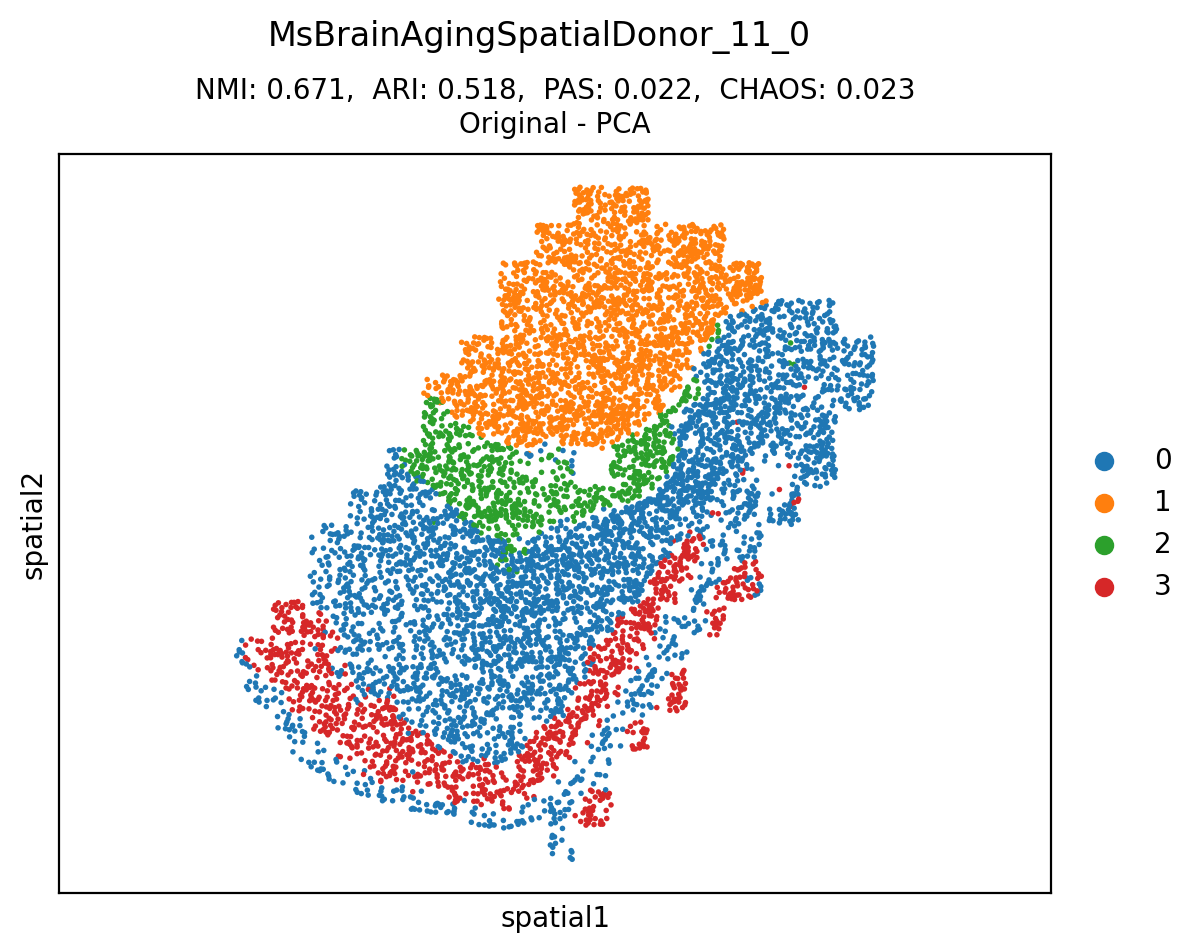 MsBrainAgingSpatialDonor_11_0
NMI: 0.671,  ARI: 0.518,  PAS: 0.022,  CHAOS: 0.023
Original - PCA
spatial2
0
1
2
3
spatial1